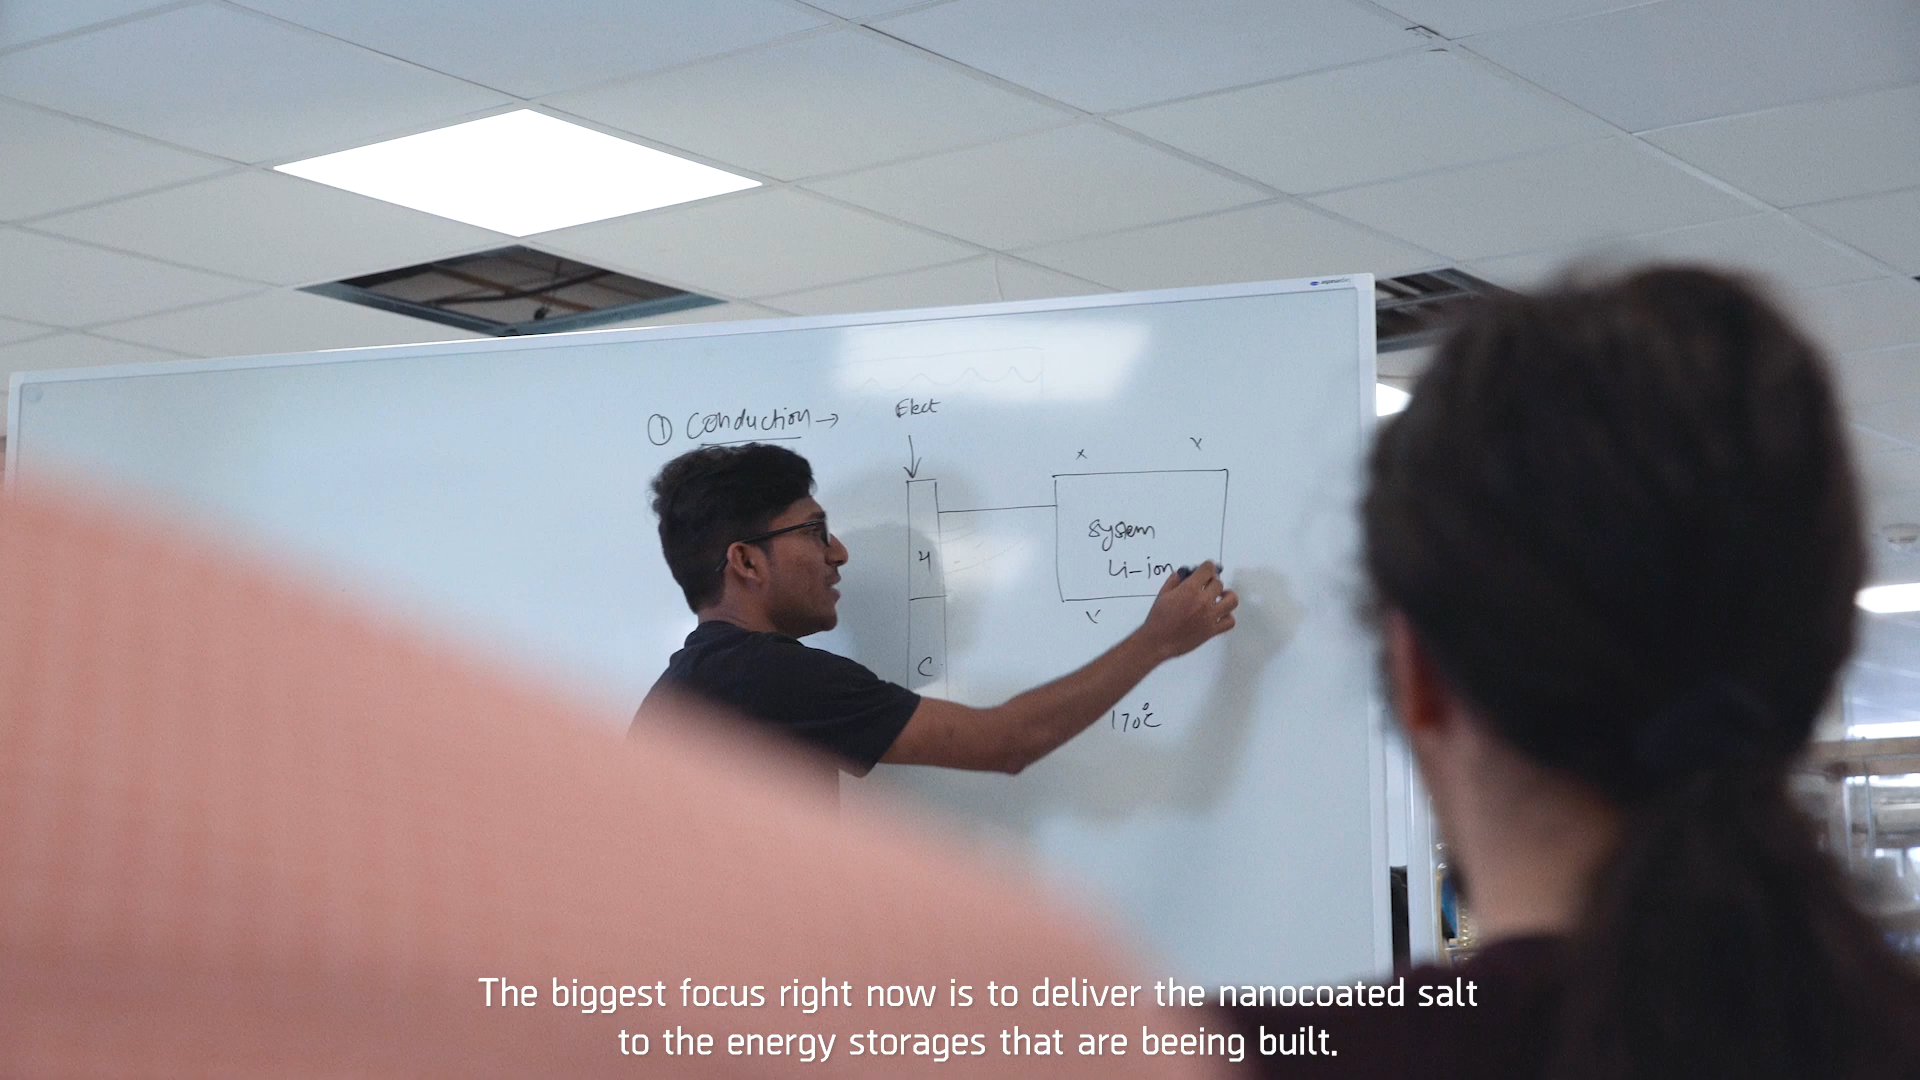 ① Conduction →
Elect
x
x
H
System
Li-ion
C
170°C
The biggest focus right now is to deliver the nanocoated salt
to the energy storages that are beeing built.